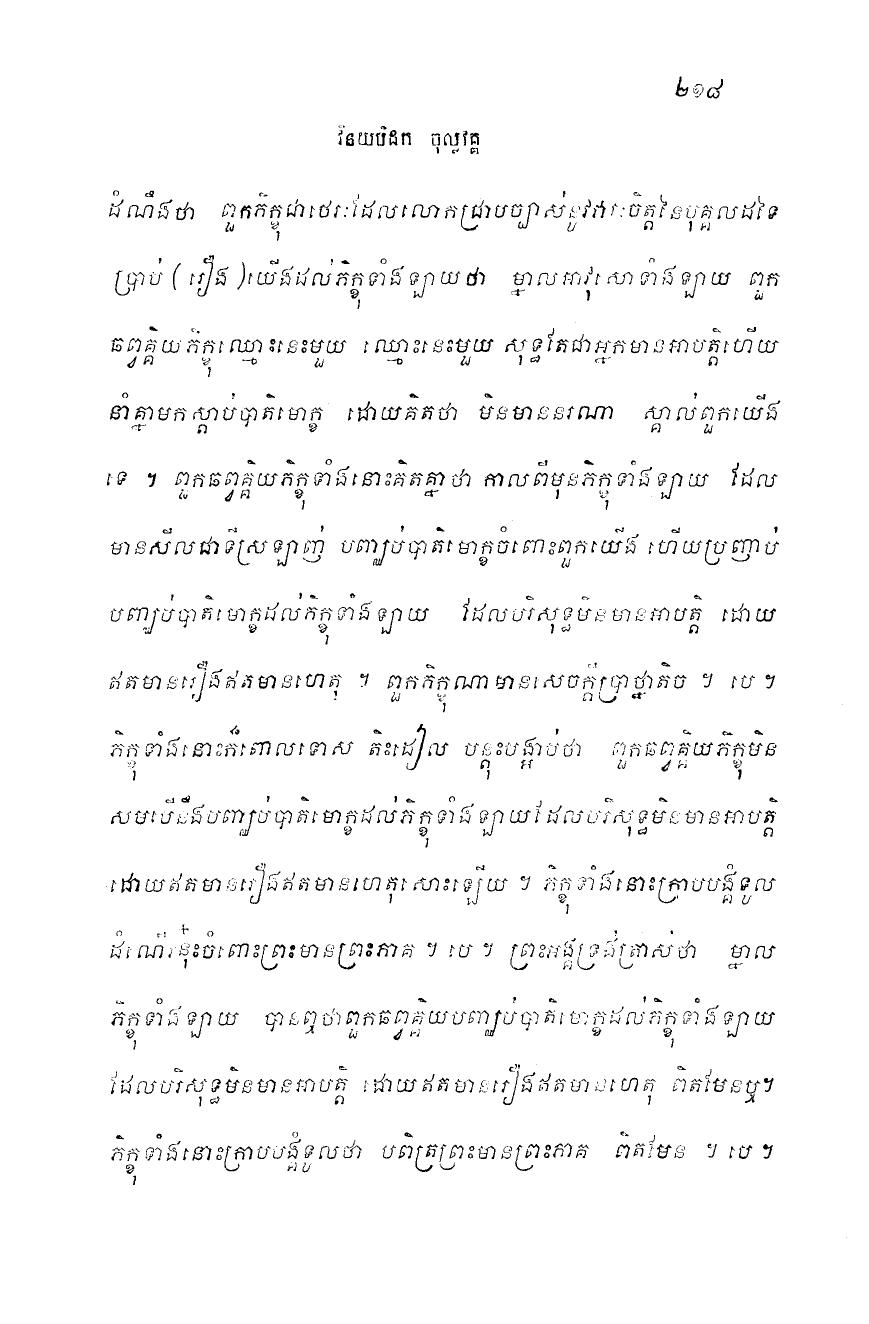 ២១៨
វិនយបិដក ចុល្លវគ្គ
ដំណឹងថា ពួកភិក្ខុជាថេរៈដែលលោកជ្រាបច្បាស់នូវវារៈចិត្តនៃបុគ្គលដទៃ
ប្រាប់ (រឿង)យើងដល់ភិក្ខុទាំងឡាយថា ម្នាលអាវុសោទាំងឡាយ ពួក
ឆព្វគ្គិយភិក្ខុឈ្មោះនេះមួយ ឈ្មោះនេះមួយ សុទ្ធតែជាអ្នកមានអាបត្តិហើយ
នាំគ្នាមកស្តាប់បាតិមោក្ខ ដោយគិតថា មិនមាននរណា ស្គាល់ពួកយើង
ទេ ។ ពួកឆព្វគ្គិយភិក្ខុទាំងនោះគិតគ្នាថា កាលពីមុនភិក្ខុទាំងឡាយ ដែល
មានសីលជាទីស្រឡាញ់ បញ្ឈប់បាតិមោក្ខចំពោះពួកយើង ហើយប្រញាប់
បញ្ឈប់បាតិមោក្ខដល់ភិក្ខុទាំងឡាយ ដែលបរិសុទ្ធមិនមានអាបត្តិ ដោយ
ឥតមានរឿងឥតមានហេតុ ។ ពួកភិក្ខុណាមានសេចក្តីប្រាថ្នាតិច ។ បេ ។
ភិក្ខុទាំងនោះក៏ពោលទោស តិះដៀល បន្តុះបង្អាប់ថា ពួកឆព្វគ្គិយភិក្ខុមិន
សមបើនឹងបញ្ឈប់បាតិមោក្ខដល់ភិក្ខុទាំងឡាយដែលបរិសុទ្ធមិនមានអាបត្តិ
ដោយឥតមានរឿងឥតមានហេតុសោះឡើយ ។ ភិក្ខុទាំងនោះក្រាបបង្គំទូល
ដំណើរនុ៎ះចំពោះព្រះមានព្រះភាគ ។ បេ ។ ព្រះអង្គទ្រង់ត្រាស់ថា ម្នាល
ភិក្ខុទាំងឡាយ បានឮថាពួកឆព្វគ្គិយបញ្ឈប់បាតិមោក្ខដល់ភិក្ខុទាំងឡាយ
ដែលបរិសុទ្ធមិនមានអាបត្តិ ដោយឥតមានរឿងឥតមានហេតុ ពិតមែនឬ។
ភិក្ខុទាំងនោះក្រាបបង្គំទូលថា បពិត្រព្រះមានព្រះភាគ ពិតមែន ។ បេ ។